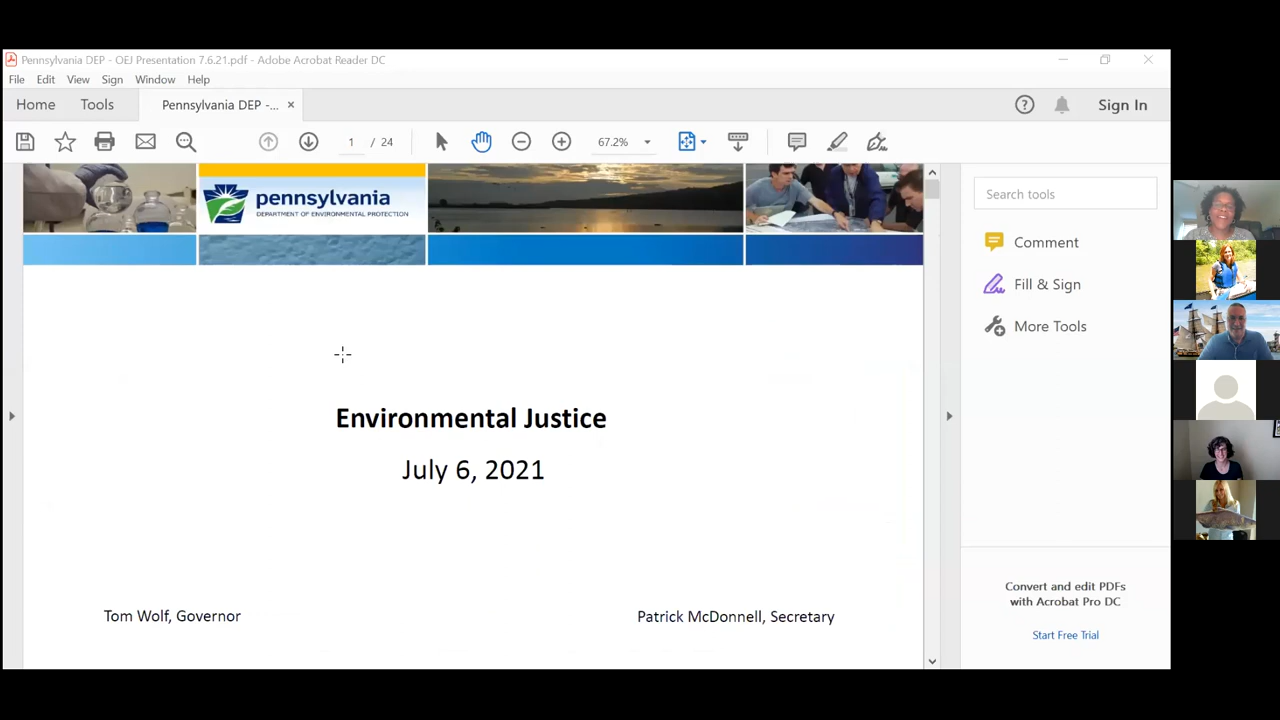 Pennsylvania DEP - OEJ Presentation 7.6.21.pdf - Adobe Acrobat Reader DC
File Edit View Sign Window Help
Home Tools Pennsylvania DEP -... × Sign In
1 / 24 67.2%
pennsylvania
DEPARTMENT OF ENVIRONMENTAL PROTECTION
Search tools
Comment
Fill & Sign
More Tools
Environmental Justice
July 6, 2021
Tom Wolf, Governor Patrick McDonnell, Secretary
Convert and edit PDFs
with Acrobat Pro DC
Start Free Trial